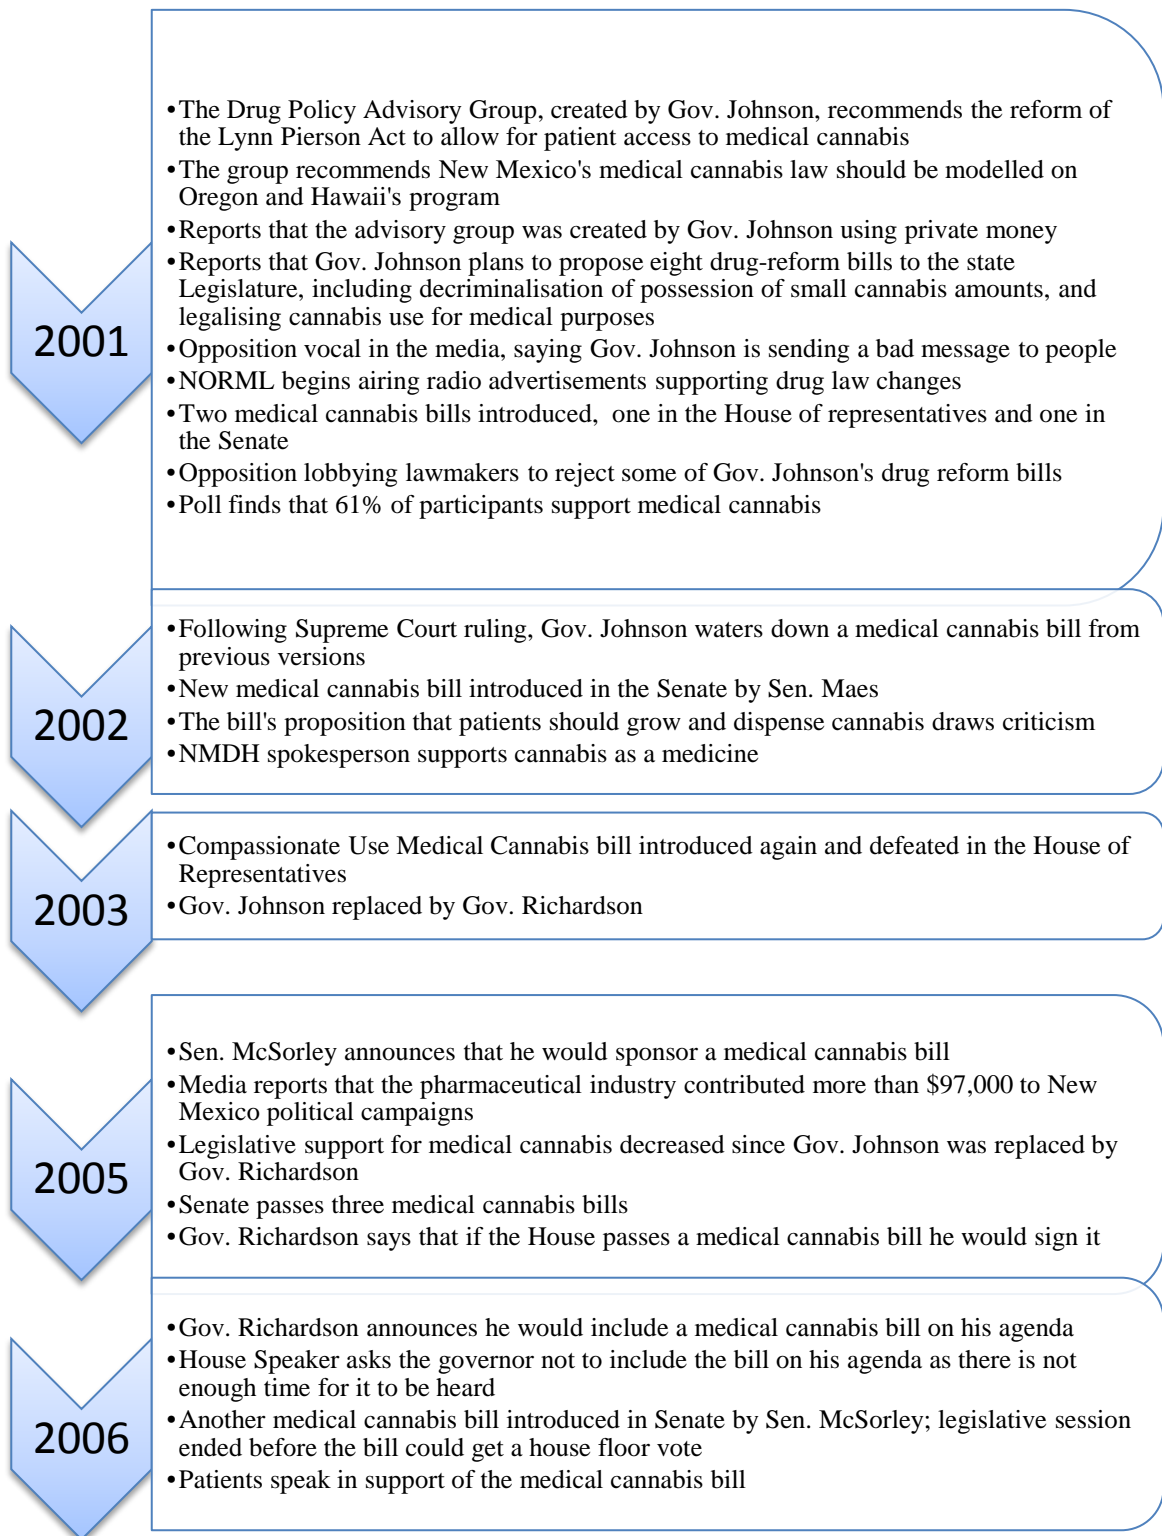 •The Drug Policy Advisory Group, created by Gov. Johnson, recommends the reform of
the Lynn Pierson Act to allow for patient access to medical cannabis
•The group recommends New Mexico's medical cannabis law should be modelled on
Oregon and Hawaii's program
•Reports that the advisory group was created by Gov. Johnson using private money
•Reports that Gov. Johnson plans to propose eight drug-reform bills to the state
Legislature, including decriminalisation of possession of small cannabis amounts, and
legalising cannabis use for medical purposes
2001
•Opposition vocal in the media, saying Gov. Johnson is sending a bad message to people
•NORML begins airing radio advertisements supporting drug law changes
•Two medical cannabis bills introduced,  one in the House of representatives and one in
the Senate
•Opposition lobbying lawmakers to reject some of Gov. Johnson's drug reform bills
•Poll finds that 61% of participants support medical cannabis
•Following Supreme Court ruling, Gov. Johnson waters down a medical cannabis bill from
previous versions
•New medical cannabis bill introduced in the Senate by Sen. Maes
2002
•The bill's proposition that patients should grow and dispense cannabis draws criticism
•NMDH spokesperson supports cannabis as a medicine
•Compassionate Use Medical Cannabis bill introduced again and defeated in the House of
Representatives
2003
•Gov. Johnson replaced by Gov. Richardson
•Sen. McSorley announces that he would sponsor a medical cannabis bill
•Media reports that the pharmaceutical industry contributed more than $97,000 to New
Mexico political campaigns
•Legislative support for medical cannabis decreased since Gov. Johnson was replaced by
Gov. Richardson
2005
•Senate passes three medical cannabis bills
•Gov. Richardson says that if the House passes a medical cannabis bill he would sign it
•Gov. Richardson announces he would include a medical cannabis bill on his agenda
•House Speaker asks the governor not to include the bill on his agenda as there is not
enough time for it to be heard
•Another medical cannabis bill introduced in Senate by Sen. McSorley; legislative session
2006
ended before the bill could get a house floor vote
•Patients speak in support of the medical cannabis bill